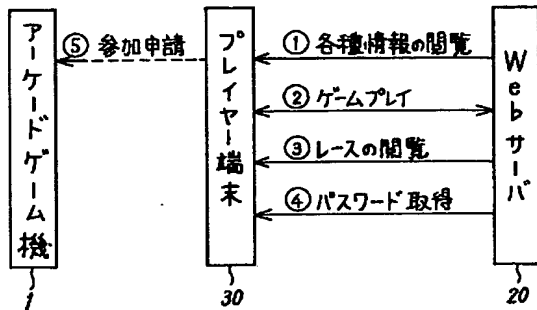 アーケードゲーム機
⑤ 参加申請
プレイヤー端末
① 各種情報の閲覧
② ゲームプレイ
③ レースの閲覧
④ パスワード取得
Webサーバ
1
30
20